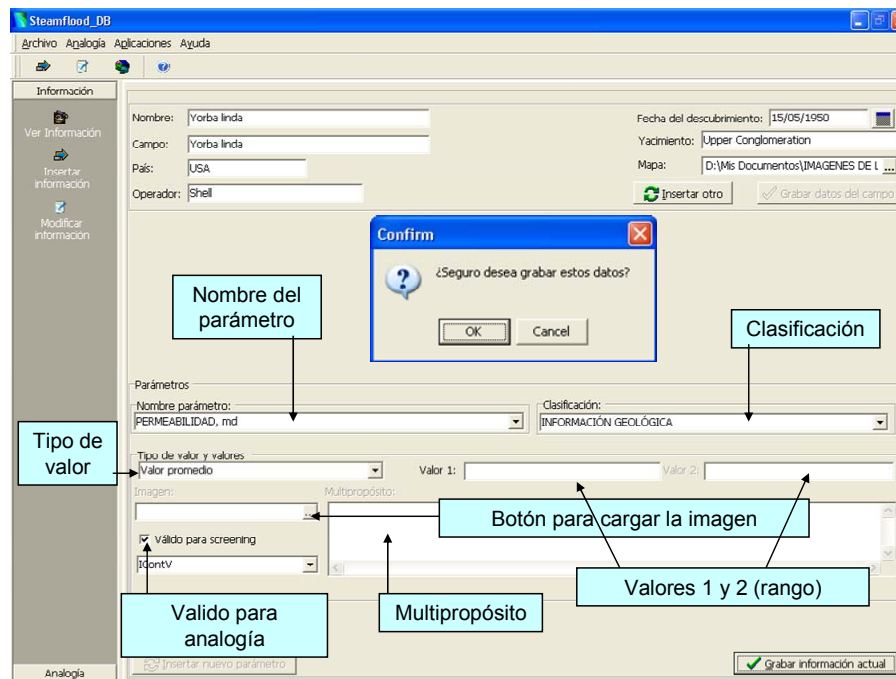 Steamflood_DB
Archivo Analogía Aplicaciones Ayuda
Información
Ver Información
Insertar
información
Modificar
información
Analogía
Nombre: Yorba linda
Campo: Yorba linda
País: USA
Operador: Shell
Fecha del descubrimiento: 15/05/1950
Yacimiento: Upper Conglomeration
Mapa: D:\Mis Documentos\IMAGENES DE L ...
Insertar otro
Grabar datos del campo
Confirm
¿Seguro desea grabar estos datos?
OK Cancel
Nombre del
parámetro
Clasificación
Parámetros
Nombre parámetro:
PERMEABILIDAD, md
Clasificación:
INFORMACIÓN GEOLÓGICA
Tipo de
valor
Tipo de valor y valores
Valor promedio
Valor 1:
Valor 2:
Imagen:
Multipropósito:
...
Botón para cargar la imagen
Válido para screening
IContV
Valores 1 y 2 (rango)
Valido para
analogía
Multipropósito
Insertar nuevo parámetro
Grabar información actual